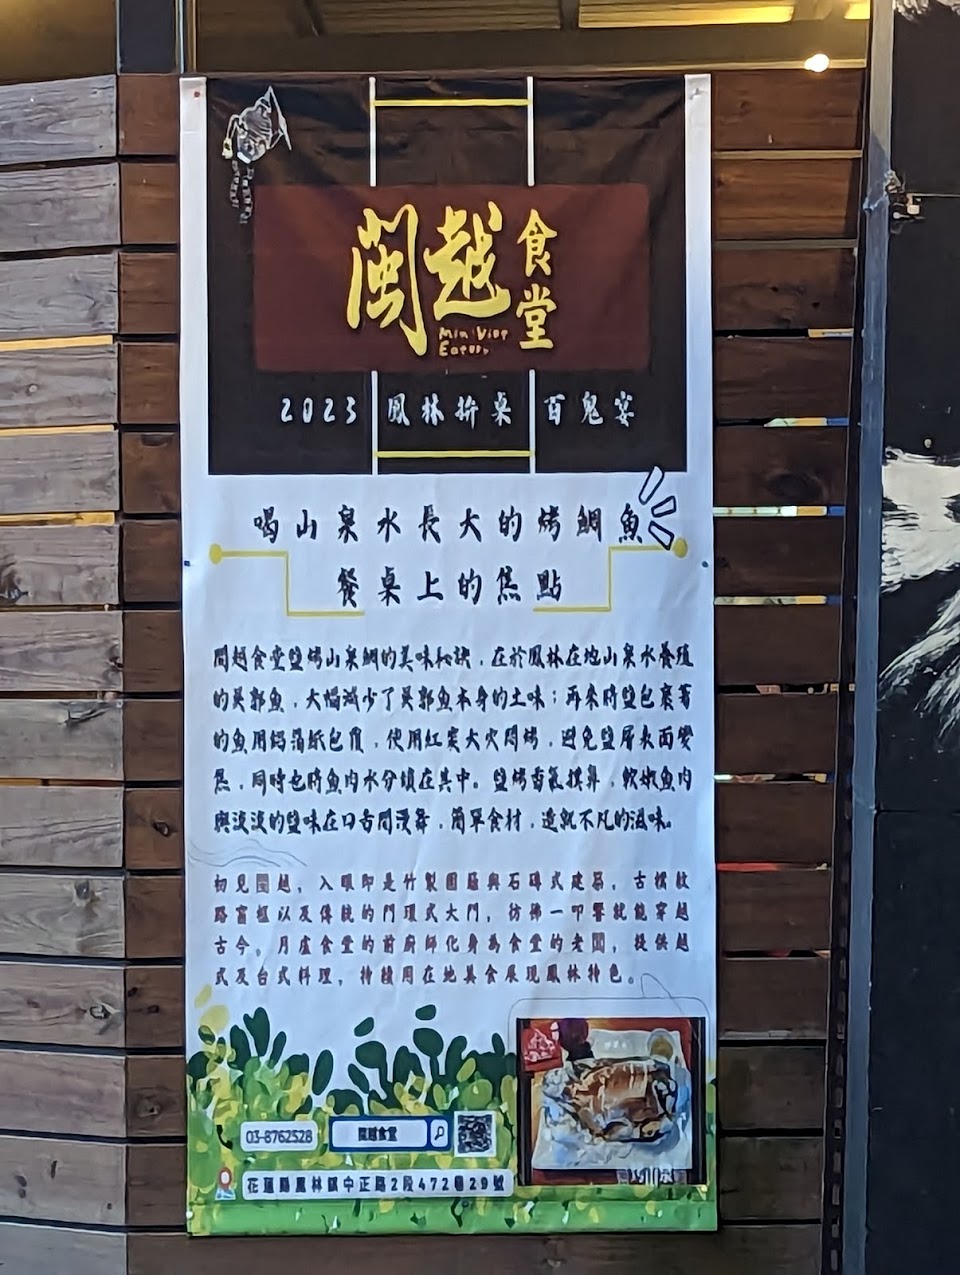 閩越
食堂
Min Viet
Eatery
2023 鳳林拚桌 百鬼宴
喝山泉水長大的烤鯛魚
餐桌上的焦點
閩越食堂鹽烤山泉鯛的美味秘訣，在於鳳林在地山泉水養殖
的吳郭魚，大幅減少了吳郭魚本身的土味；再來將鹽包裹著
的魚用鋁箔紙包覆，使用紅炭大火悶烤，避免鹽層表面變
黑，同時也將魚肉水分鎖在其中。鹽烤香氣撲鼻，軟嫩魚肉
與淡淡的鹽味在口舌間漫舞，簡單食材，造就不凡的滋味。
初見閩越，入眼即是竹製圍籬與石磚式建築，古樸紋
路窗框以及傳統的門環式大門，彷彿一叩響就能穿越
古今。月廬食堂的前廚師化身為食堂的老闆，提供越
式及台式料理，持續用在地美食展現鳳林特色。
03-8762528
閩越食堂
花蓮縣鳳林鎮中正路2段472巷29號